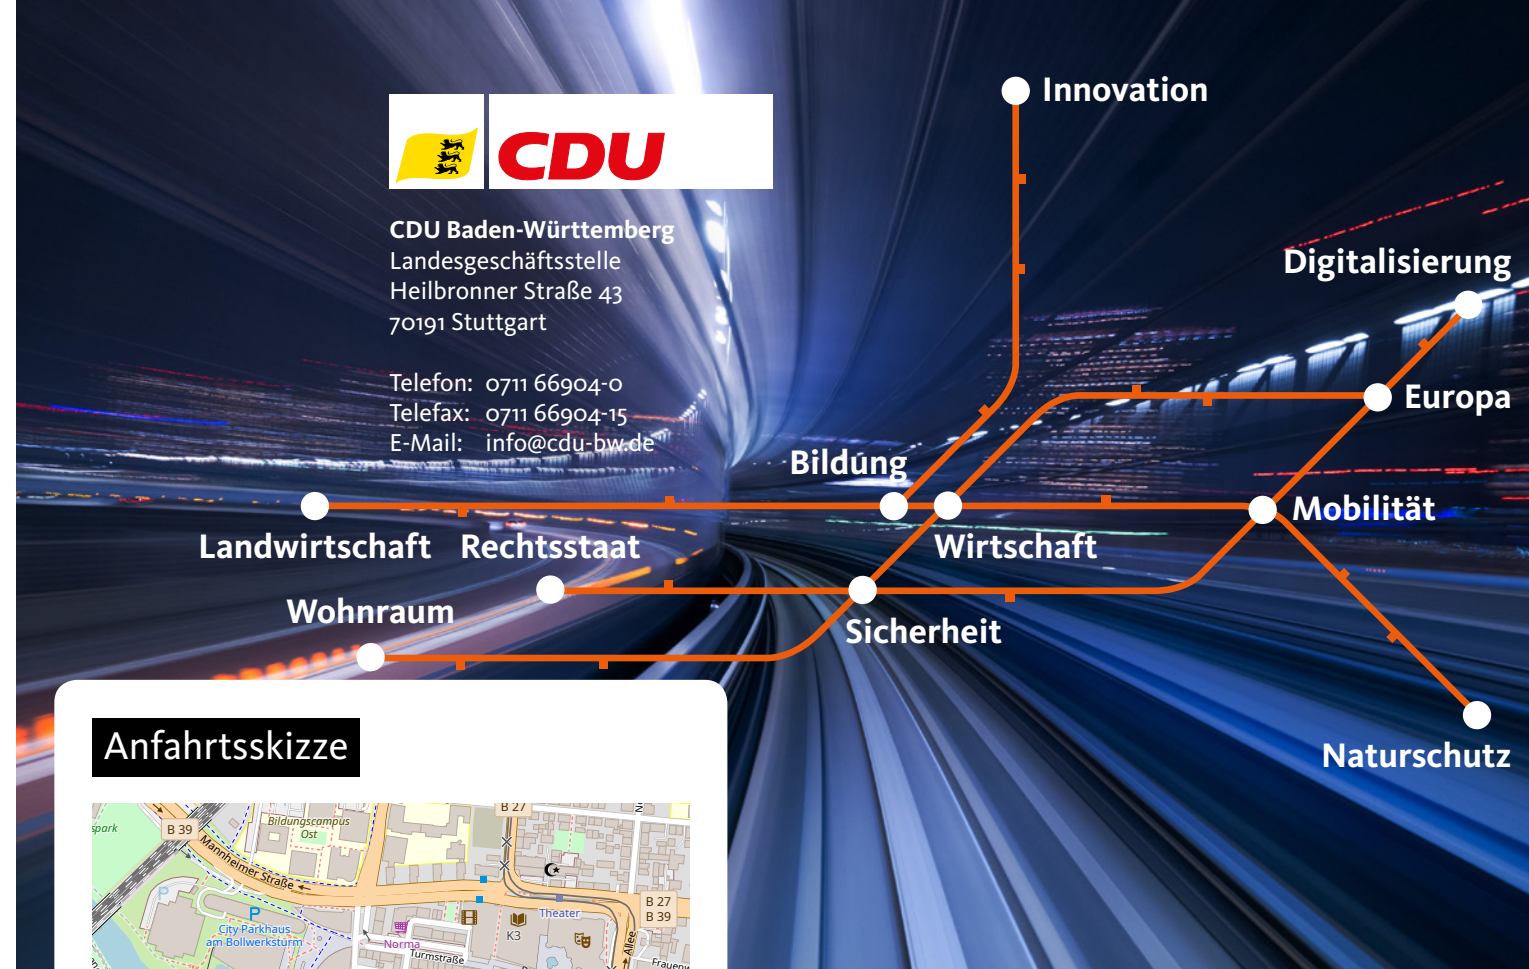 Innovation
CDU
CDU Baden-Württemberg
Landesgeschäftsstelle
Heilbronner Straße 43
70191 Stuttgart
Telefon: 0711 66904-0
Telefax: 0711 66904-15
E-Mail: info@cdu-bw.de
Digitalisierung
Europa
Bildung
Mobilität
Landwirtschaft
Rechtsstaat
Wirtschaft
Wohnraum
Sicherheit
Naturschutz
Anfahrtsskizze
B 27
B 39
Bildungscampus
Ost
Mannheimer Straße
P
P
City Parkhaus
am Bollwerksturm
Norma
Turmstraße
K3
Theater
B 27
B 39
Allee